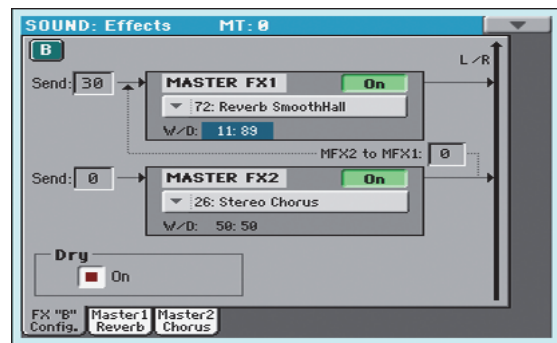 SOUND: Effects MT: 0
B
L/R
Send: 30 MASTER FX1 On
72: Reverb SmoothHall
W/D: 11: 89
MFX2 to MFX1: 0
Send: 0 MASTER FX2 On
26: Stereo Chorus
W/D: 50: 50
Dry
On
FX "B" Config. Master1 Reverb Master2 Chorus